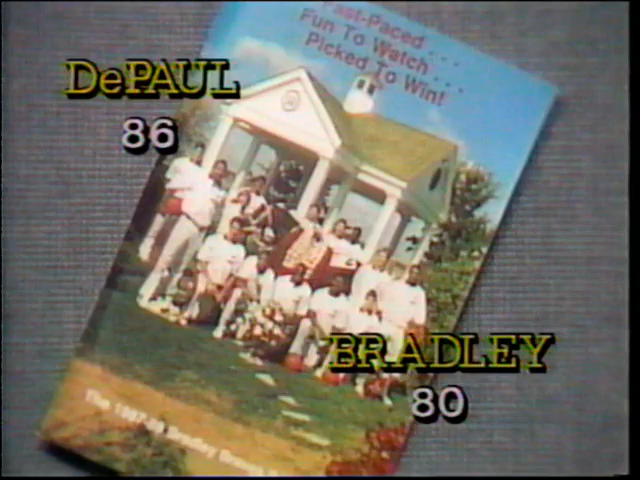 Fast-Paced . . .
Fun To Watch . . .
Picked To Win!
DePAUL
86
BRADLEY
80
The 1987-88 Bradley